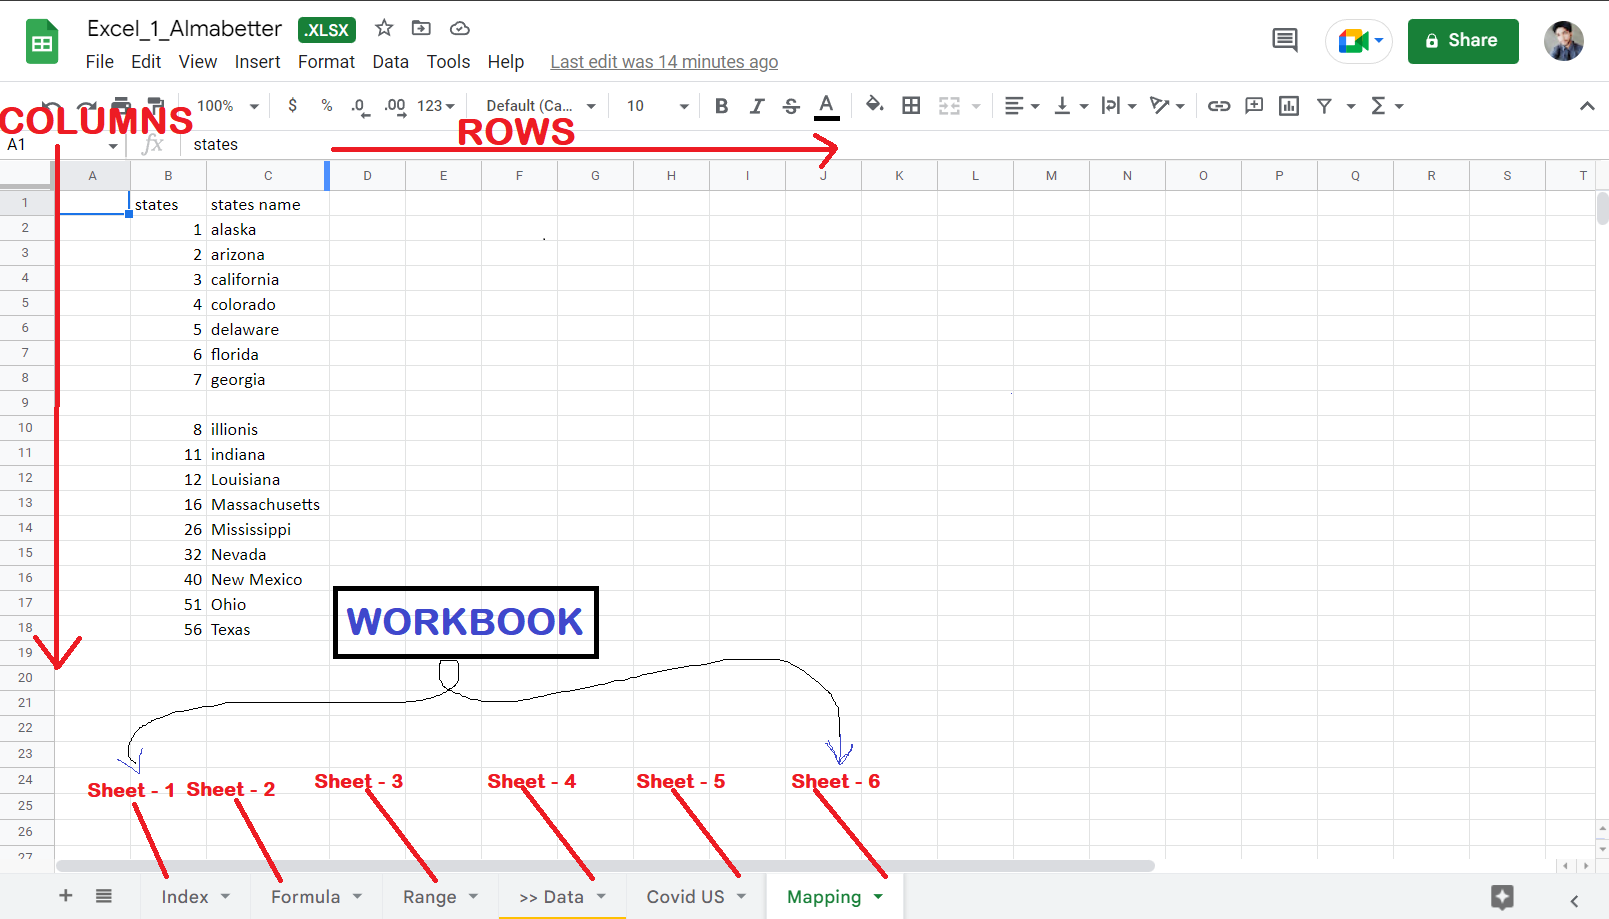 Excel_1_Almabetter .XLSX
Share
File Edit View Insert Format Data Tools Help Last edit was 14 minutes ago
100% $ % .0 .00 123 Default (Ca... 10 B I S A Σ
COLUMNS
ROWS
A1 fx states
A B C D E F G H I J K L M N O P Q R S T
1 states states name
2 1 alaska
3 2 arizona
4 3 california
5 4 colorado
6 5 delaware
7 6 florida
8 7 georgia
9
10 8 illionis
11 11 indiana
12 12 Louisiana
13 16 Massachusetts
14 26 Mississippi
15 32 Nevada
16 40 New Mexico
17 51 Ohio
18 56 Texas
WORKBOOK
19
20
21
22
23
24
Sheet - 1 Sheet - 2 Sheet - 3 Sheet - 4 Sheet - 5 Sheet - 6
25
26
27
+ Index Formula Range >> Data Covid US Mapping